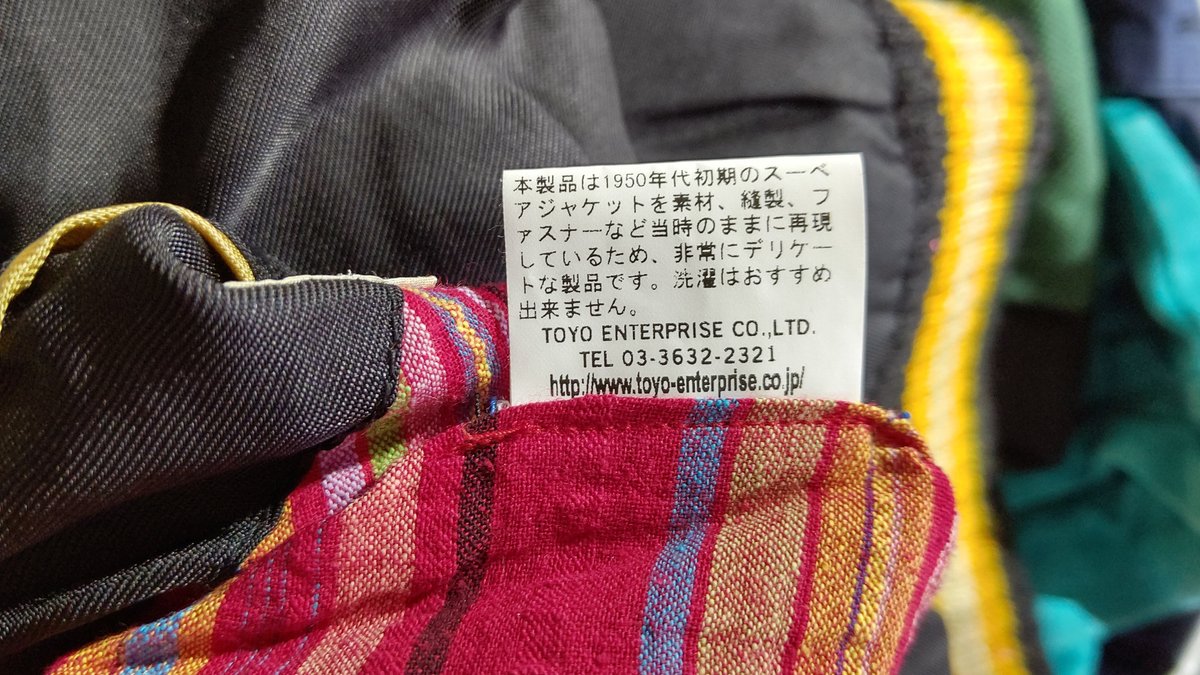 本製品は1950年代初期のスーベ
アジャケットを素材、縫製、フ
ァスナーなど当時のままに再現
しているため、非常にデリケー
トな製品です。洗濯はおすすめ
出来ません。
TOYO ENTERPRISE CO.,LTD.
TEL 03-3632-2321
http://www.toyo-enterprise.co.jp/